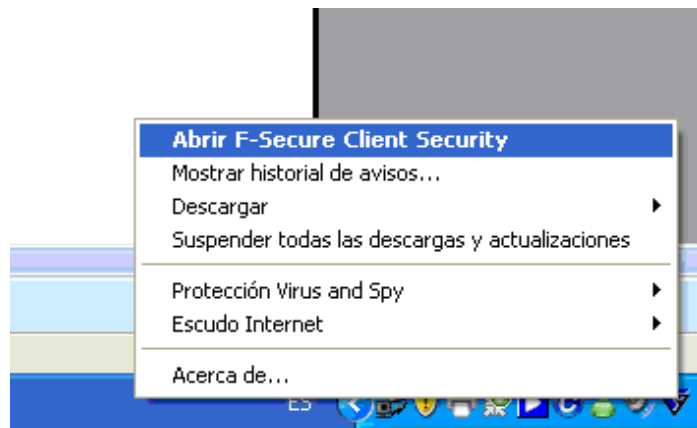 Abrir F-Secure Client Security
Mostrar historial de avisos...
Descargar
Suspender todas las descargas y actualizaciones
Protección Virus and Spy
Escudo Internet
Acerca de...
ES